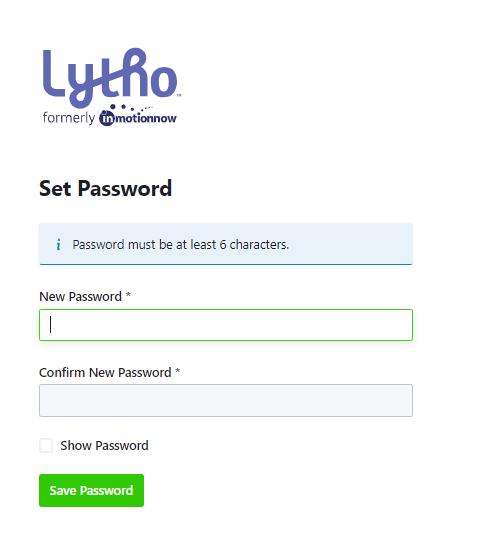 Lytho™
formerly inmotionnow
Set Password
i Password must be at least 6 characters.
New Password *
Confirm New Password *
Show Password
Save Password